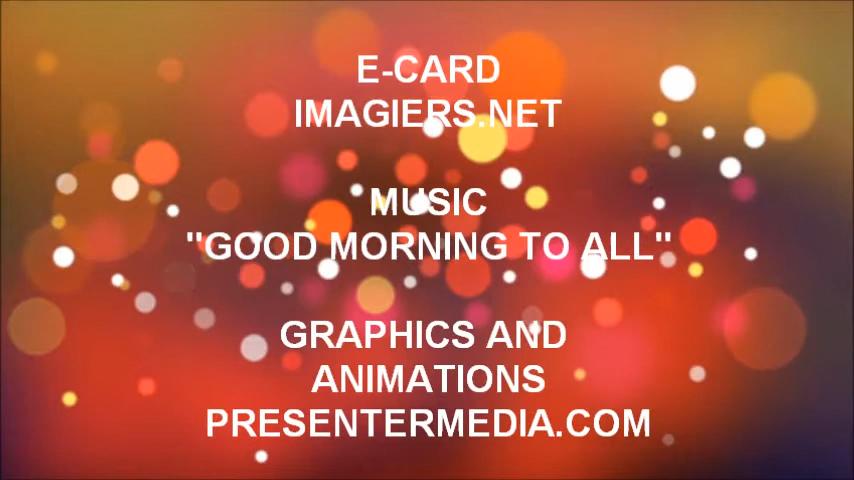 E-CARD
IMAGIERS.NET
MUSIC
"GOOD MORNING TO ALL"
GRAPHICS AND
ANIMATIONS
PRESENTERMEDIA.COM